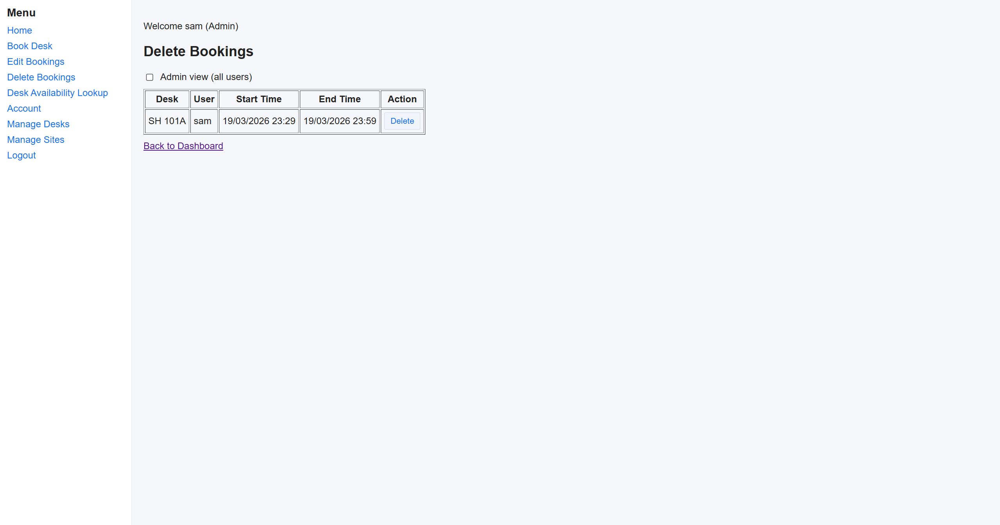 Menu
Home
Book Desk
Edit Bookings
Delete Bookings
Desk Availability Lookup
Account
Manage Desks
Manage Sites
Logout
Welcome sam (Admin)
Delete Bookings
Admin view (all users)
Desk User Start Time End Time Action
SH 101A sam 19/03/2026 23:29 19/03/2026 23:59 Delete
Back to Dashboard